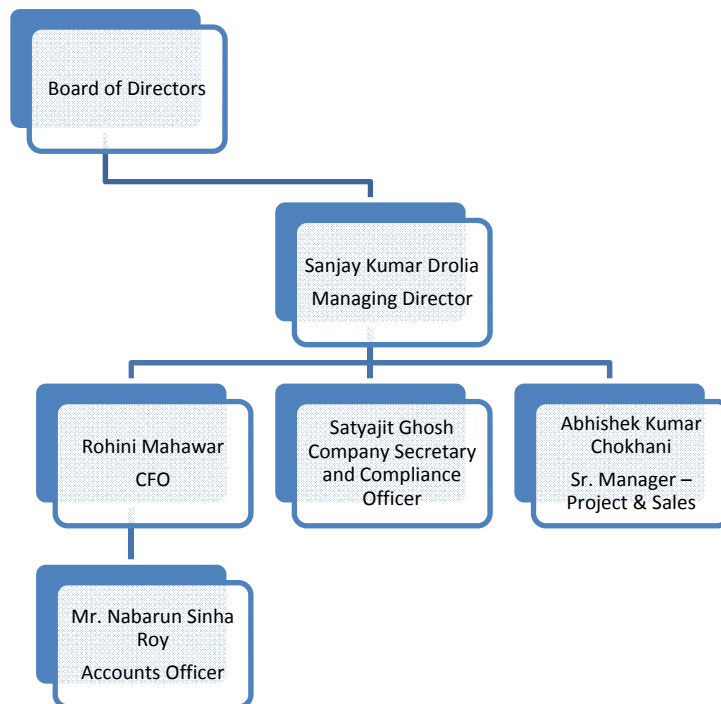 Board of Directors
Sanjay Kumar Drolia
Managing Director
Rohini Mahawar
CFO
Satyajit Ghosh
Company Secretary
and Compliance
Officer
Abhishek Kumar
Chokhani
Sr. Manager –
Project & Sales
Mr. Nabarun Sinha
Roy
Accounts Officer